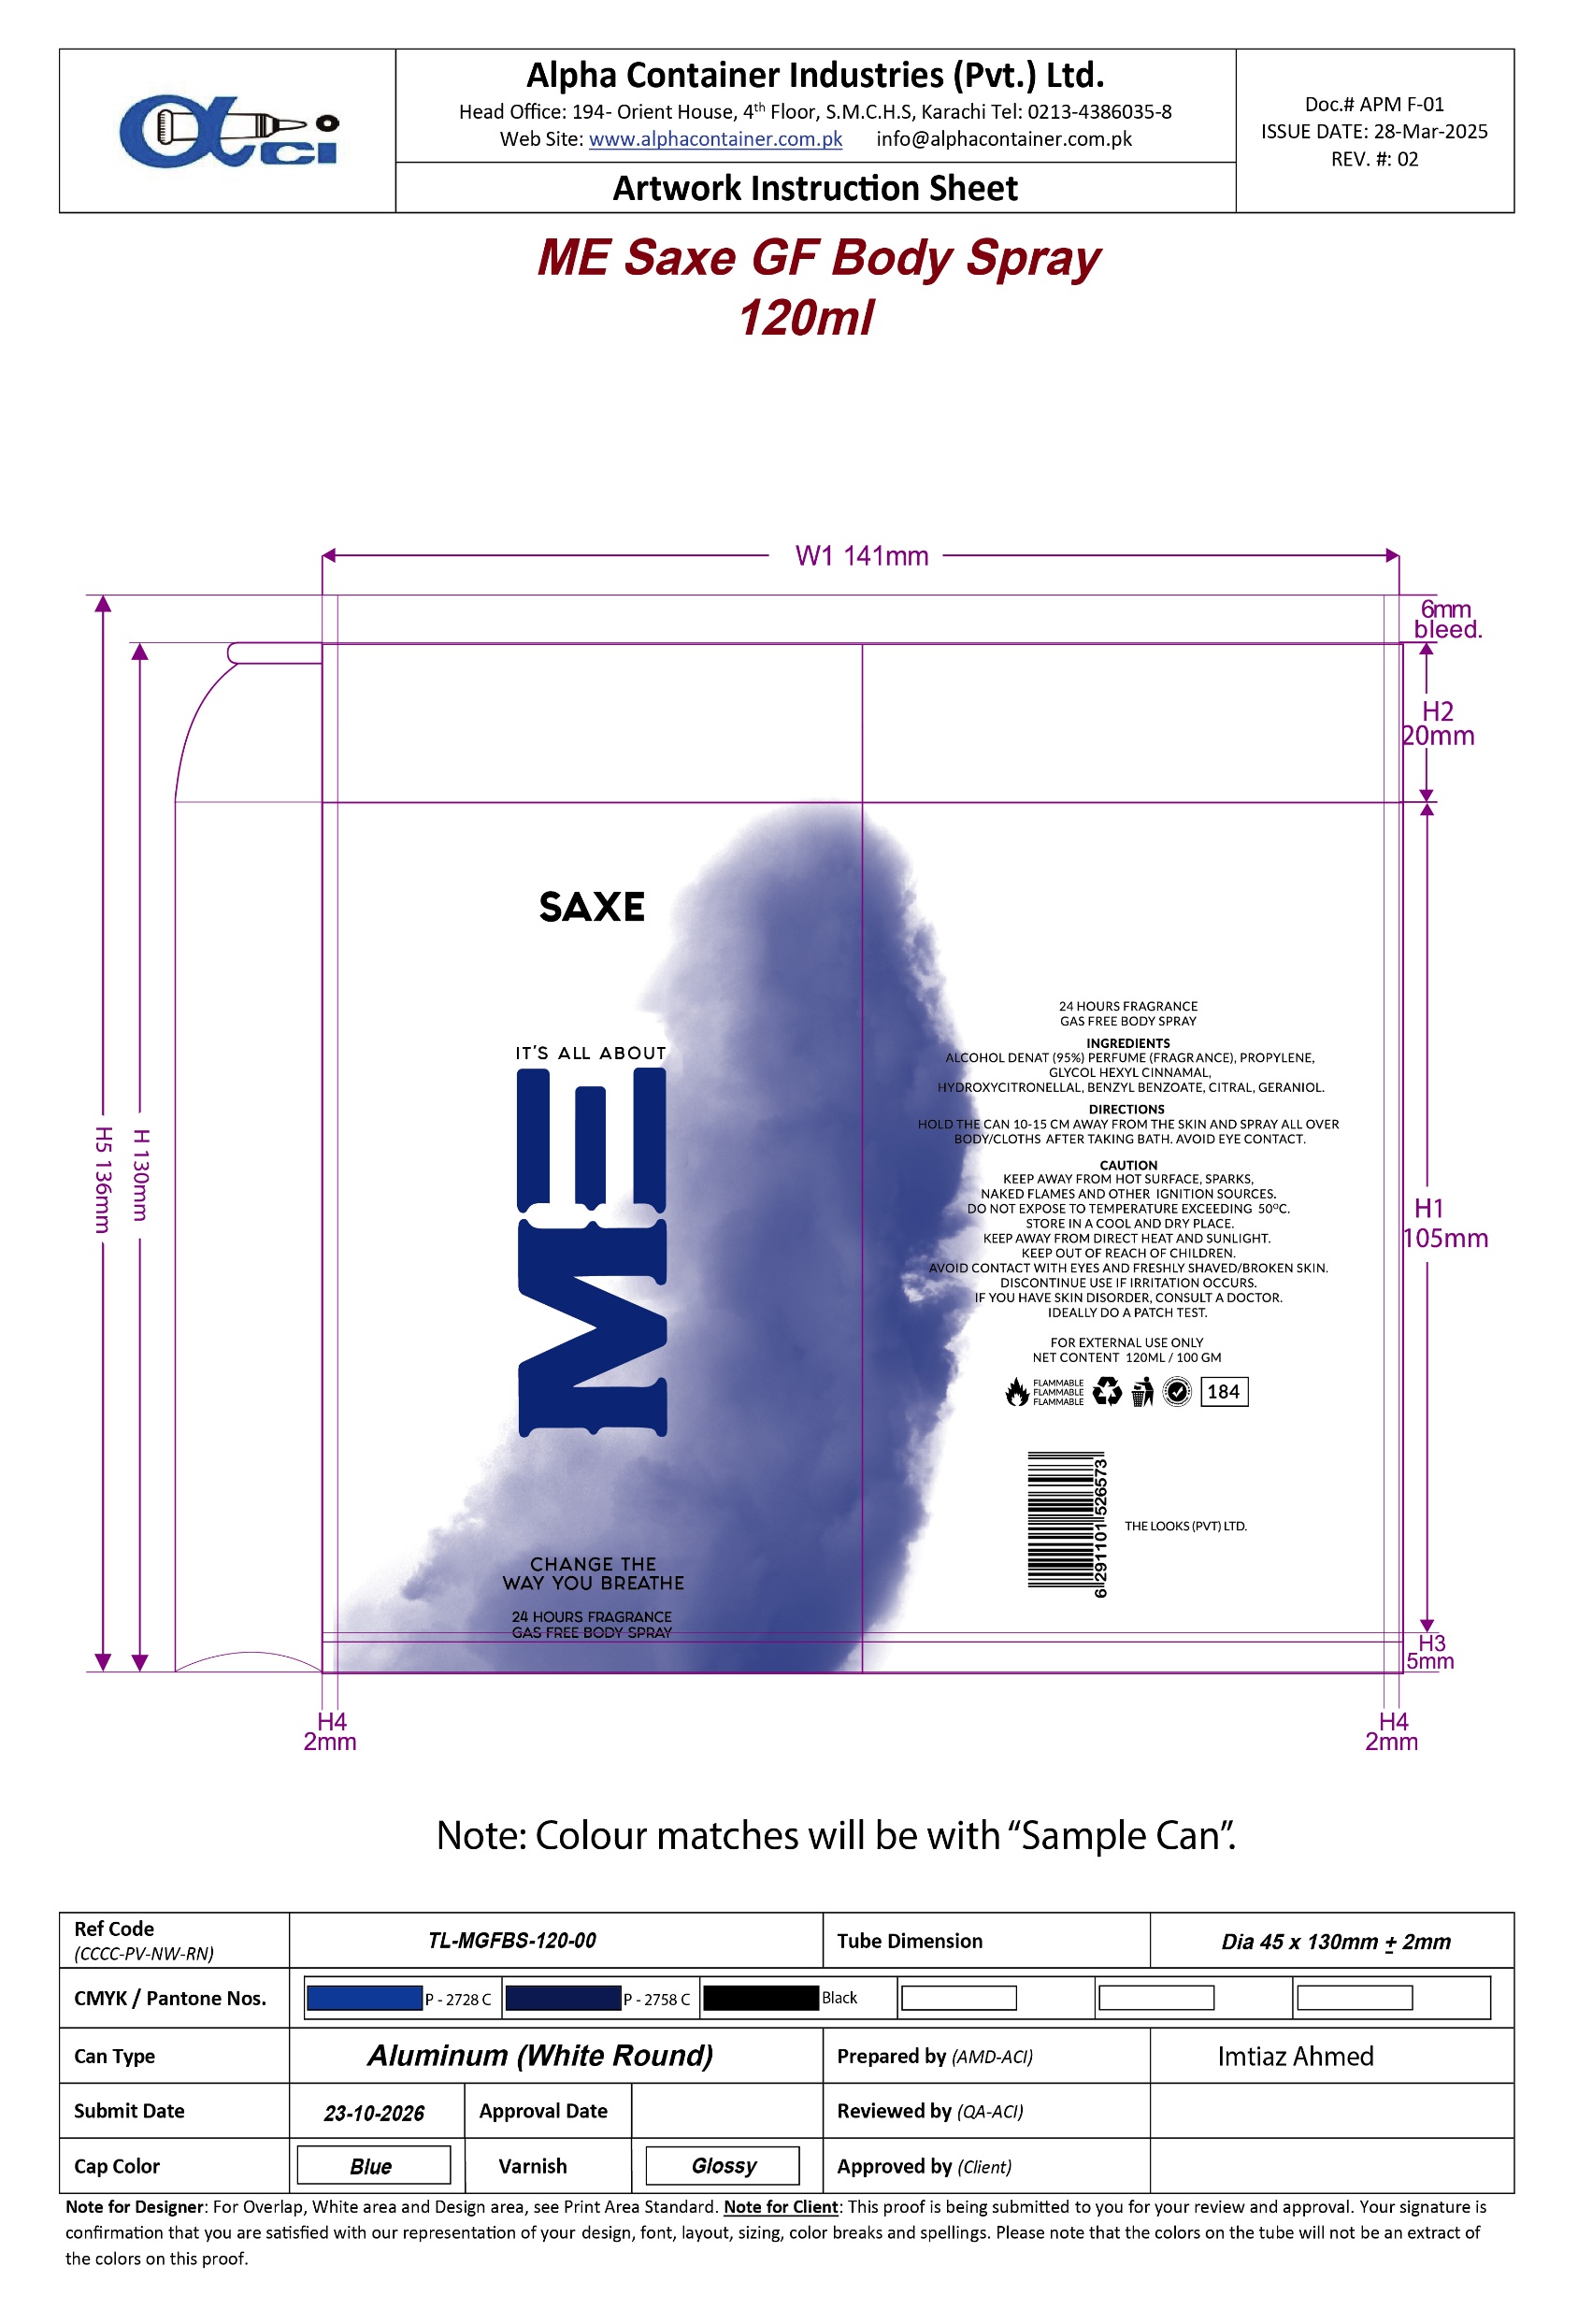 αci
Alpha Container Industries (Pvt.) Ltd.
Head Office: 194- Orient House, 4th Floor, S.M.C.H.S, Karachi Tel: 0213-4386035-8
Web Site: www.alphacontainer.com.pk info@alphacontainer.com.pk
Artwork Instruction Sheet
Doc.# APM F-01
ISSUE DATE: 28-Mar-2025
REV. #: 02
ME Saxe GF Body Spray
120ml
W1 141mm
6mm
bleed.
H2
20mm
H5 136mm
H 130mm
SAXE
IT'S ALL ABOUT
ME
CHANGE THE
WAY YOU BREATHE
24 HOURS FRAGRANCE
GAS FREE BODY SPRAY
24 HOURS FRAGRANCE
GAS FREE BODY SPRAY
INGREDIENTS
ALCOHOL DENAT (95%) PERFUME (FRAGRANCE), PROPYLENE,
GLYCOL HEXYL CINNAMAL,
HYDROXYCITRONELLAL, BENZYL BENZOATE, CITRAL, GERANIOL.
DIRECTIONS
HOLD THE CAN 10-15 CM AWAY FROM THE SKIN AND SPRAY ALL OVER
BODY/CLOTHS AFTER TAKING BATH. AVOID EYE CONTACT.
CAUTION
KEEP AWAY FROM HOT SURFACE, SPARKS,
NAKED FLAMES AND OTHER IGNITION SOURCES.
DO NOT EXPOSE TO TEMPERATURE EXCEEDING 50°C.
STORE IN A COOL AND DRY PLACE.
KEEP AWAY FROM DIRECT HEAT AND SUNLIGHT.
KEEP OUT OF REACH OF CHILDREN.
AVOID CONTACT WITH EYES AND FRESHLY SHAVED/BROKEN SKIN.
DISCONTINUE USE IF IRRITATION OCCURS.
IF YOU HAVE SKIN DISORDER, CONSULT A DOCTOR.
IDEALLY DO A PATCH TEST.
FOR EXTERNAL USE ONLY
NET CONTENT 120ML / 100 GM
FLAMMABLE
FLAMMABLE
FLAMMABLE
184
6 291101 526573
THE LOOKS (PVT) LTD.
H1
105mm
H3
5mm
H4
2mm
H4
2mm
Note: Colour matches will be with “Sample Can”.
Ref Code
(CCCC-PV-NW-RN)
TL-MGFBS-120-00
Tube Dimension
Dia 45 x 130mm ± 2mm
CMYK / Pantone Nos.
P - 2728 C
P - 2758 C
Black
Can Type
Aluminum (White Round)
Prepared by (AMD-ACI)
Imtiaz Ahmed
Submit Date
23-10-2026
Approval Date
Reviewed by (QA-ACI)
Cap Color
Blue
Varnish
Glossy
Approved by (Client)
Note for Designer: For Overlap, White area and Design area, see Print Area Standard. Note for Client: This proof is being submitted to you for your review and approval. Your signature is
confirmation that you are satisfied with our representation of your design, font, layout, sizing, color breaks and spellings. Please note that the colors on the tube will not be an extract of
the colors on this proof.